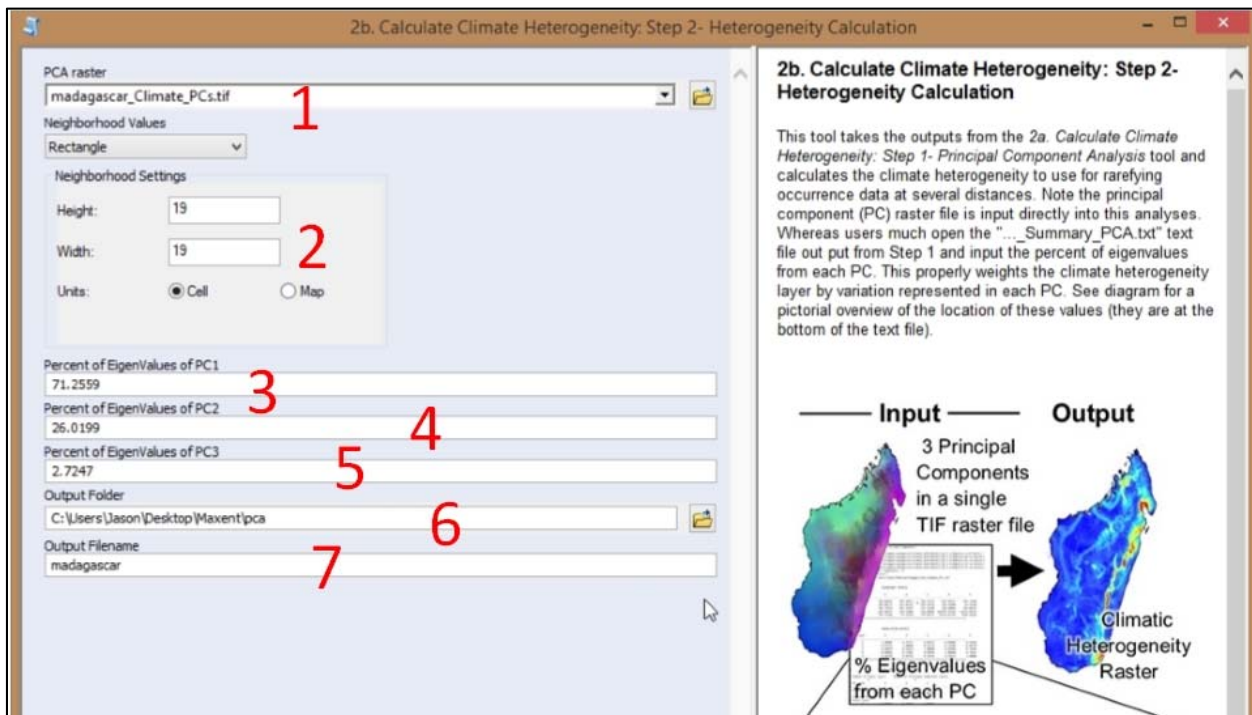 2b. Calculate Climate Heterogeneity: Step 2- Heterogeneity Calculation
PCA raster
madagascar_Climate_PCs.tif
1
Neighborhood Values
Rectangle
Neighborhood Settings
Height:
19
2
Width:
19
Units:
Cell
Map
Percent of EigenValues of PC1
71.2559
3
Percent of EigenValues of PC2
26.0199
4
Percent of EigenValues of PC3
2.7247
5
Output Folder
C:\Users\Jason\Desktop\Maxent\pca
6
Output Filename
madagascar
7
2b. Calculate Climate Heterogeneity: Step 2-
Heterogeneity Calculation
This tool takes the outputs from the 2a. Calculate Climate
Heterogeneity: Step 1- Principal Component Analysis tool and
calculates the climate heterogeneity to use for rarefying
occurrence data at several distances. Note the principal
component (PC) raster file is input directly into this analyses.
Whereas users much open the "..._Summary_PCA.txt" text
file out put from Step 1 and input the percent of eigenvalues
from each PC. This properly weights the climate heterogeneity
layer by variation represented in each PC. See diagram for a
pictorial overview of the location of these values (they are at the
bottom of the text file).
Input
Output
3 Principal
Components
in a single
TIF raster file
% Eigenvalues
from each PC
Climatic
Heterogeneity
Raster